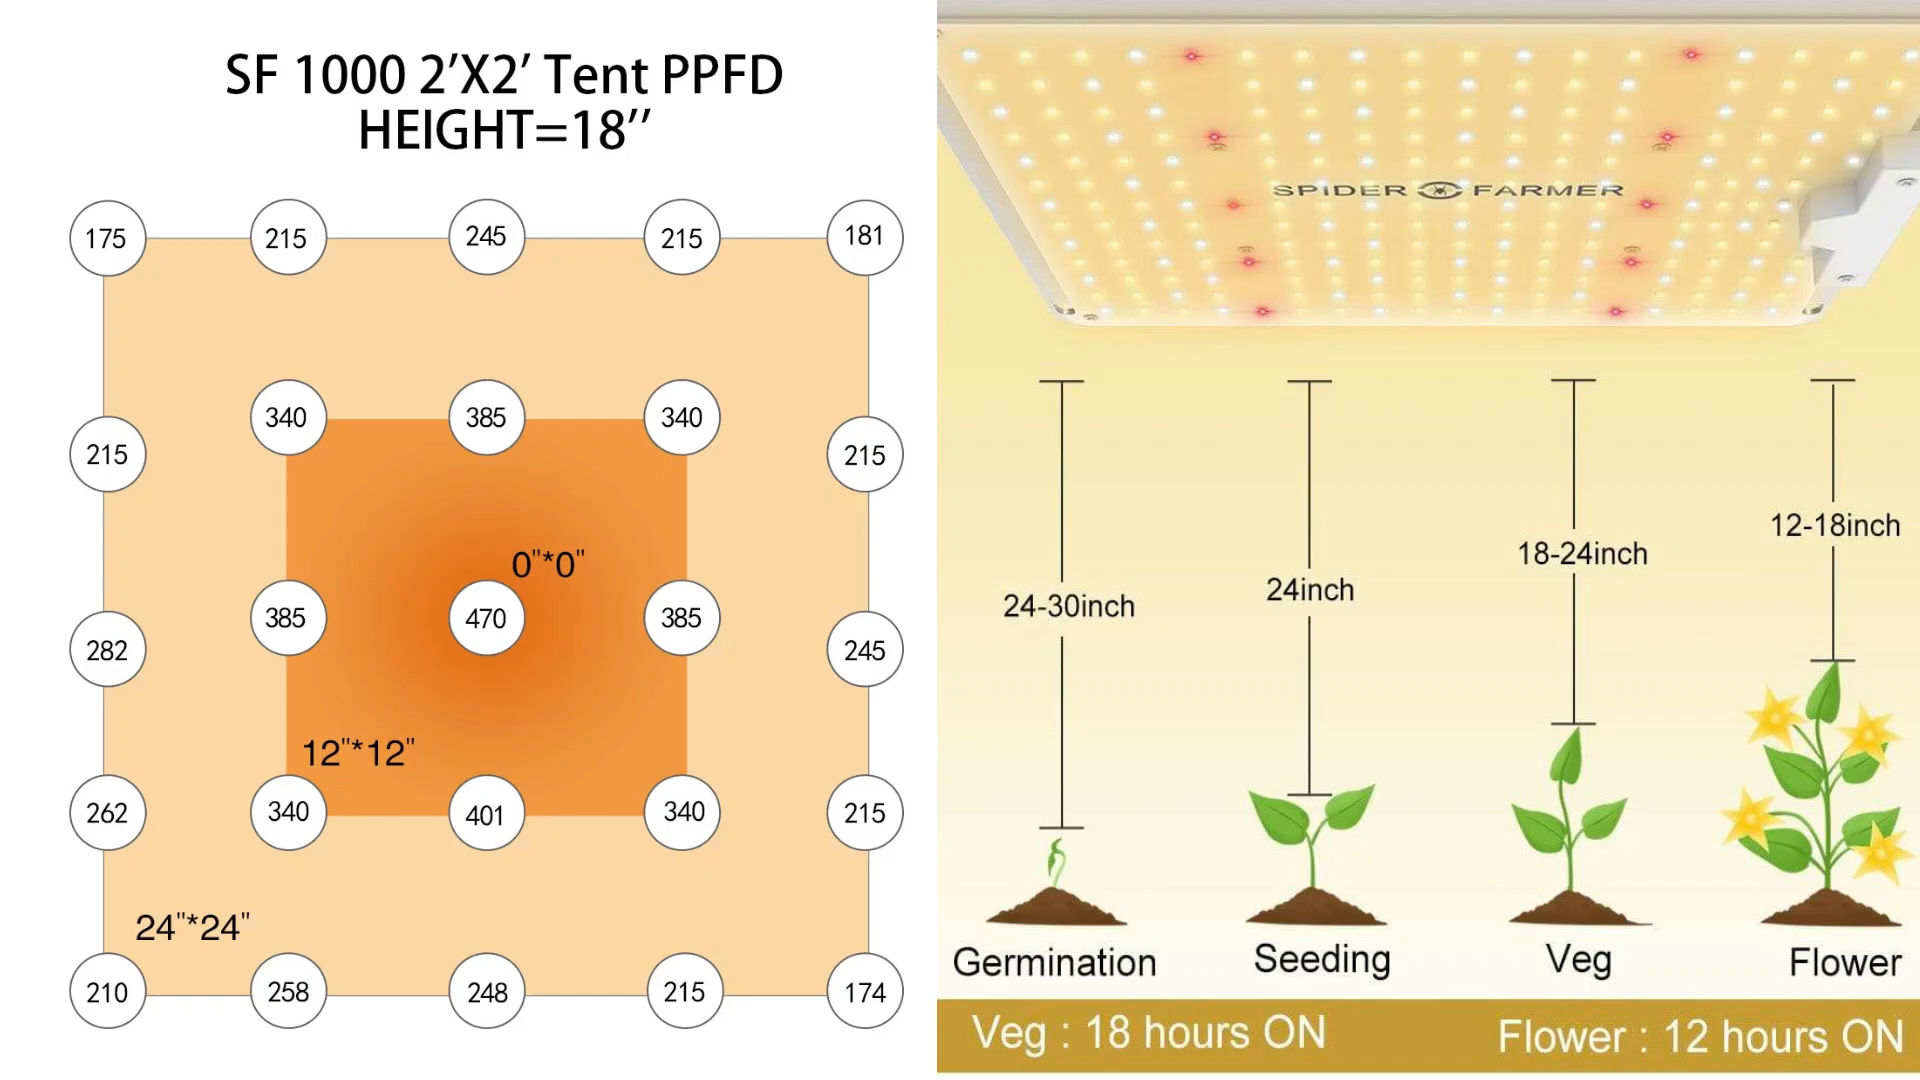 SF 1000 2’X2’ Tent PPFD
HEIGHT=18’’
175 215 245 215 181
340 385 340
215 215
0"*0"
385 470 385
282 245
12"*12"
262 340 401 340 215
24"*24"
210 258 248 215 174
SPIDER FARMER
24-30inch
24inch
18-24inch
12-18inch
Germination
Seeding
Veg
Flower
Veg : 18 hours ON
Flower : 12 hours ON